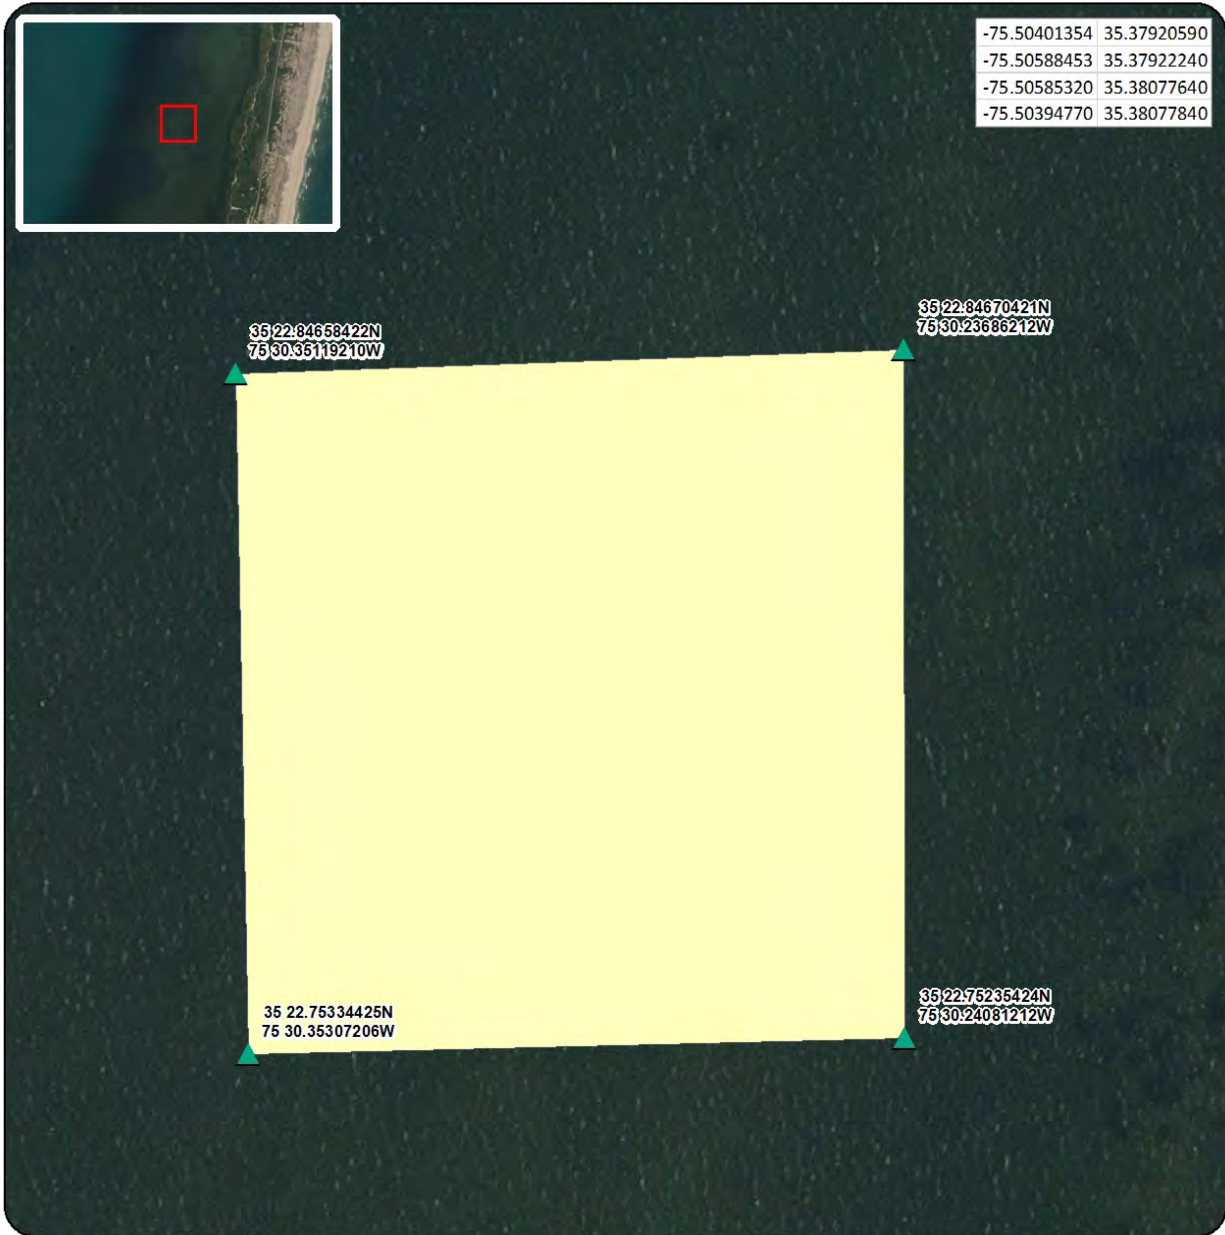 -75.50401354 35.37920590
-75.50588453 35.37922240
-75.50585320 35.38077640
-75.50394770 35.38077840
35 22.84670421N
75 30.23686212W
35 22.84658422N
75 30.35119210W
35 22.75334425N
75 30.35307206W
35 22.75235424N
75 30.24081212W